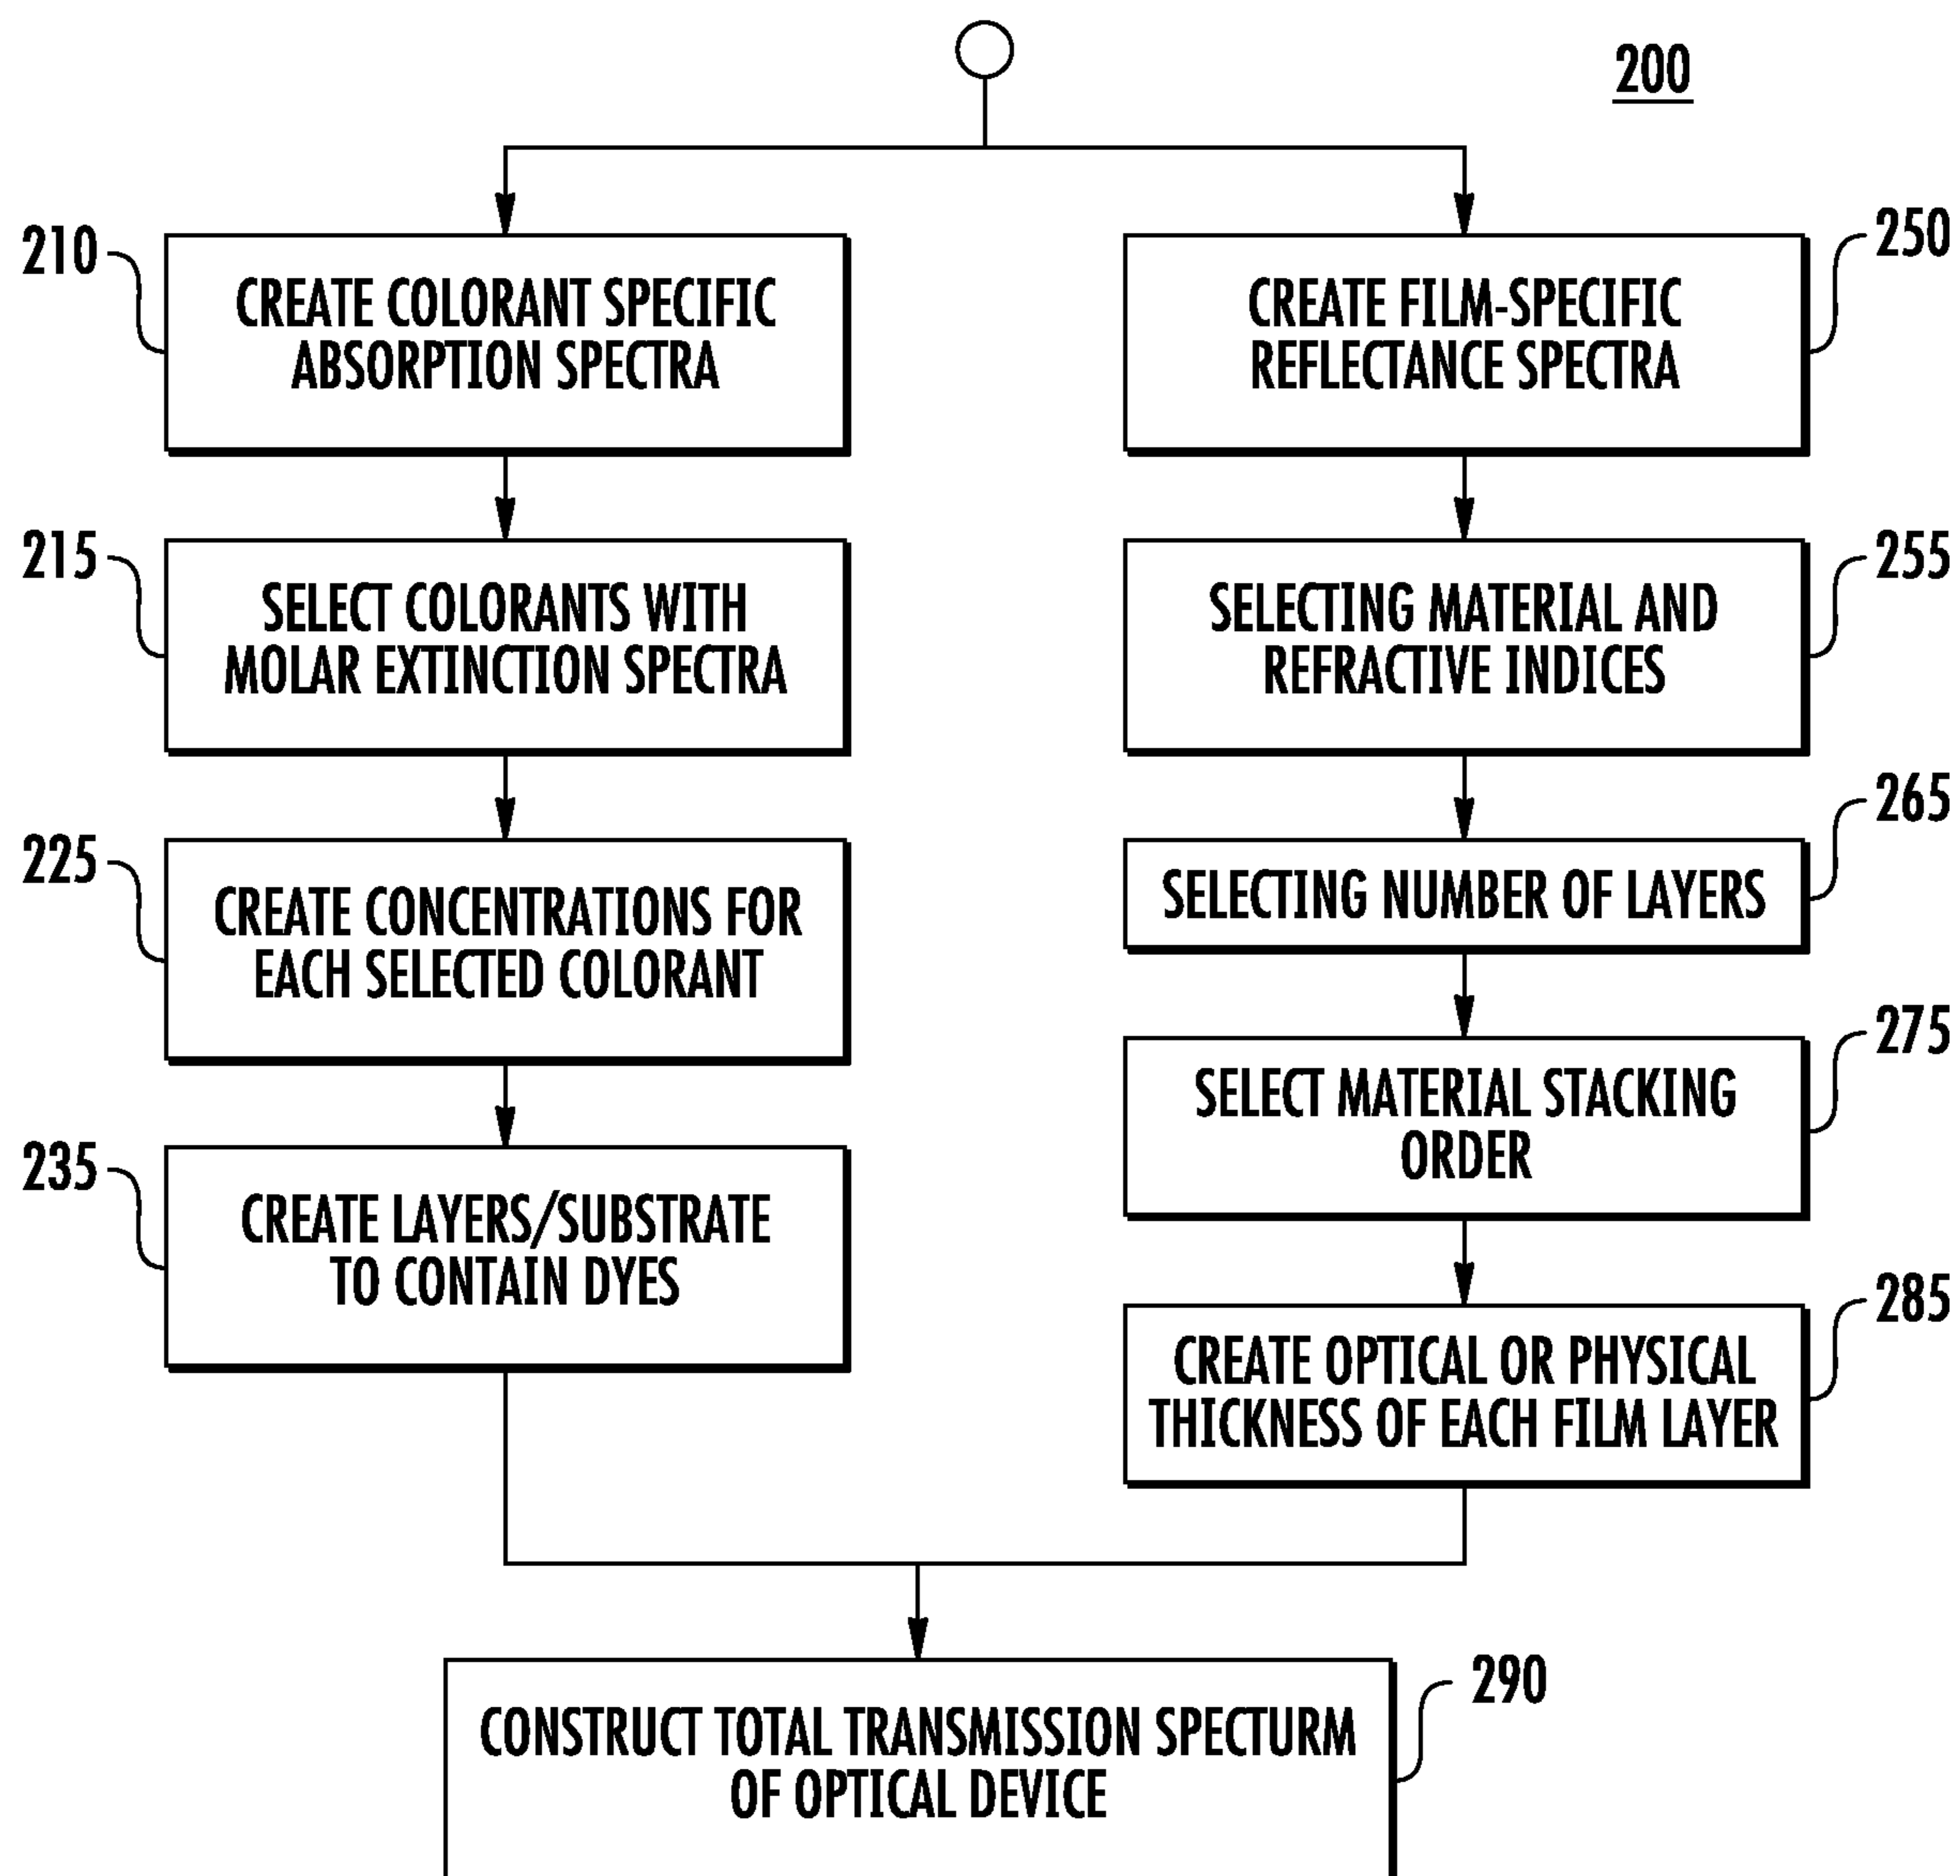 200
210
CREATE COLORANT SPECIFIC
ABSORPTION SPECTRA
215
SELECT COLORANTS WITH
MOLAR EXTINCTION SPECTRA
225
CREATE CONCENTRATIONS FOR
EACH SELECTED COLORANT
235
CREATE LAYERS/SUBSTRATE
TO CONTAIN DYES
250
CREATE FILM-SPECIFIC
REFLECTANCE SPECTRA
255
SELECTING MATERIAL AND
REFRACTIVE INDICES
265
SELECTING NUMBER OF LAYERS
275
SELECT MATERIAL STACKING
ORDER
285
CREATE OPTICAL OR PHYSICAL
THICKNESS OF EACH FILM LAYER
290
CONSTRUCT TOTAL TRANSMISSION SPECTURM
OF OPTICAL DEVICE